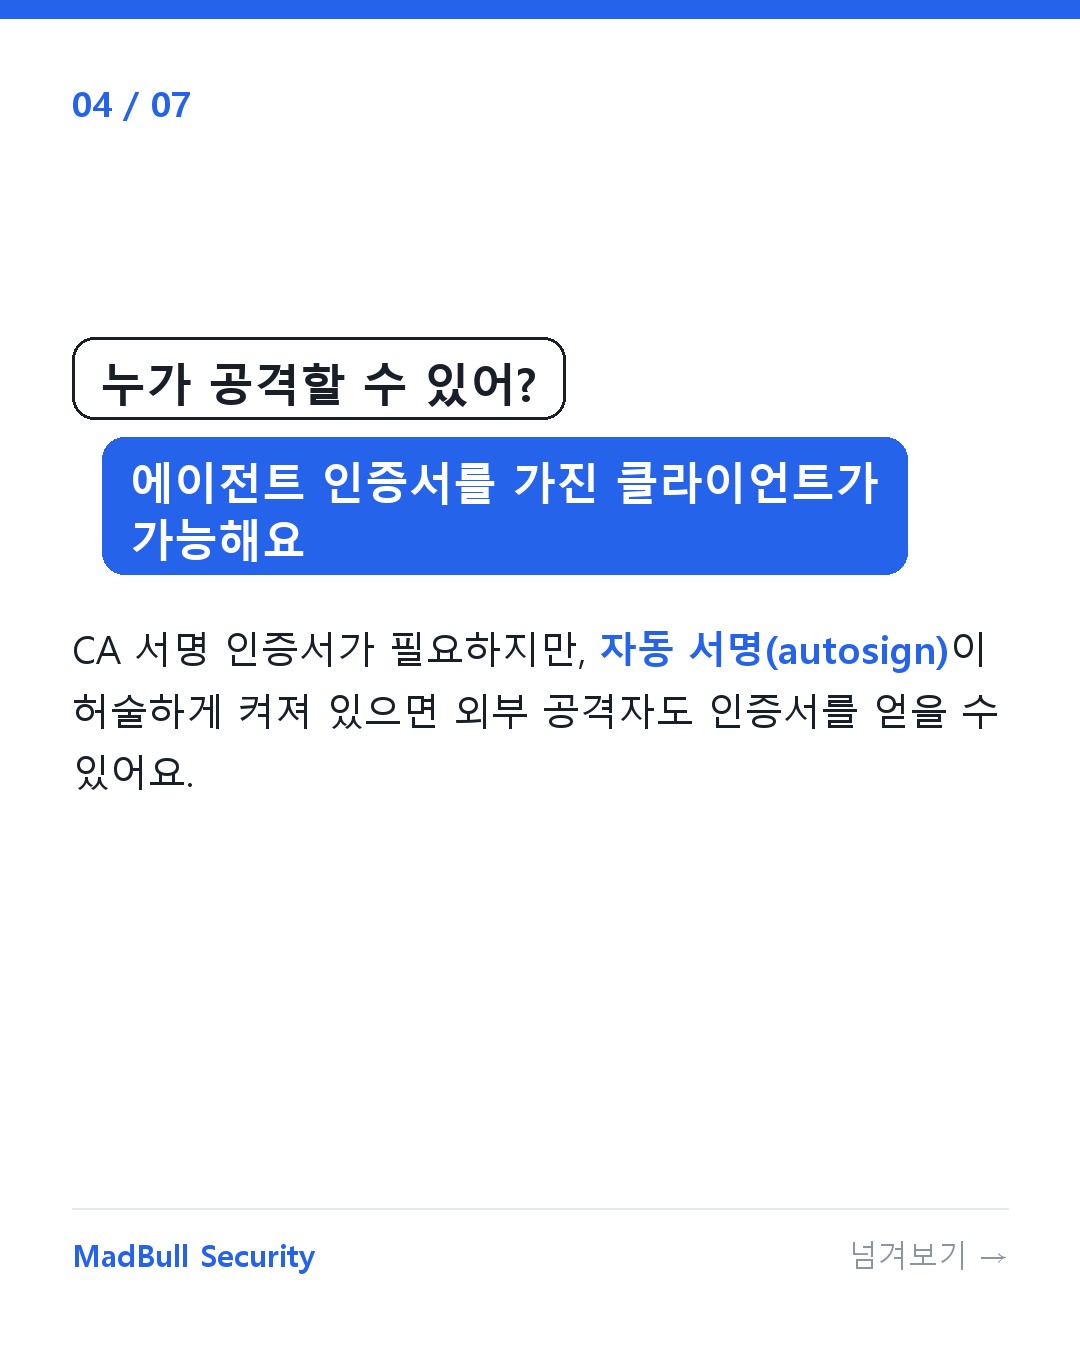 04 / 07
누가 공격할 수 있어?
에이전트 인증서를 가진 클라이언트가
가능해요
CA 서명 인증서가 필요하지만, 자동 서명(autosign)이
허술하게 켜져 있으면 외부 공격자도 인증서를 얻을 수
있어요.
MadBull Security
넘겨보기 →